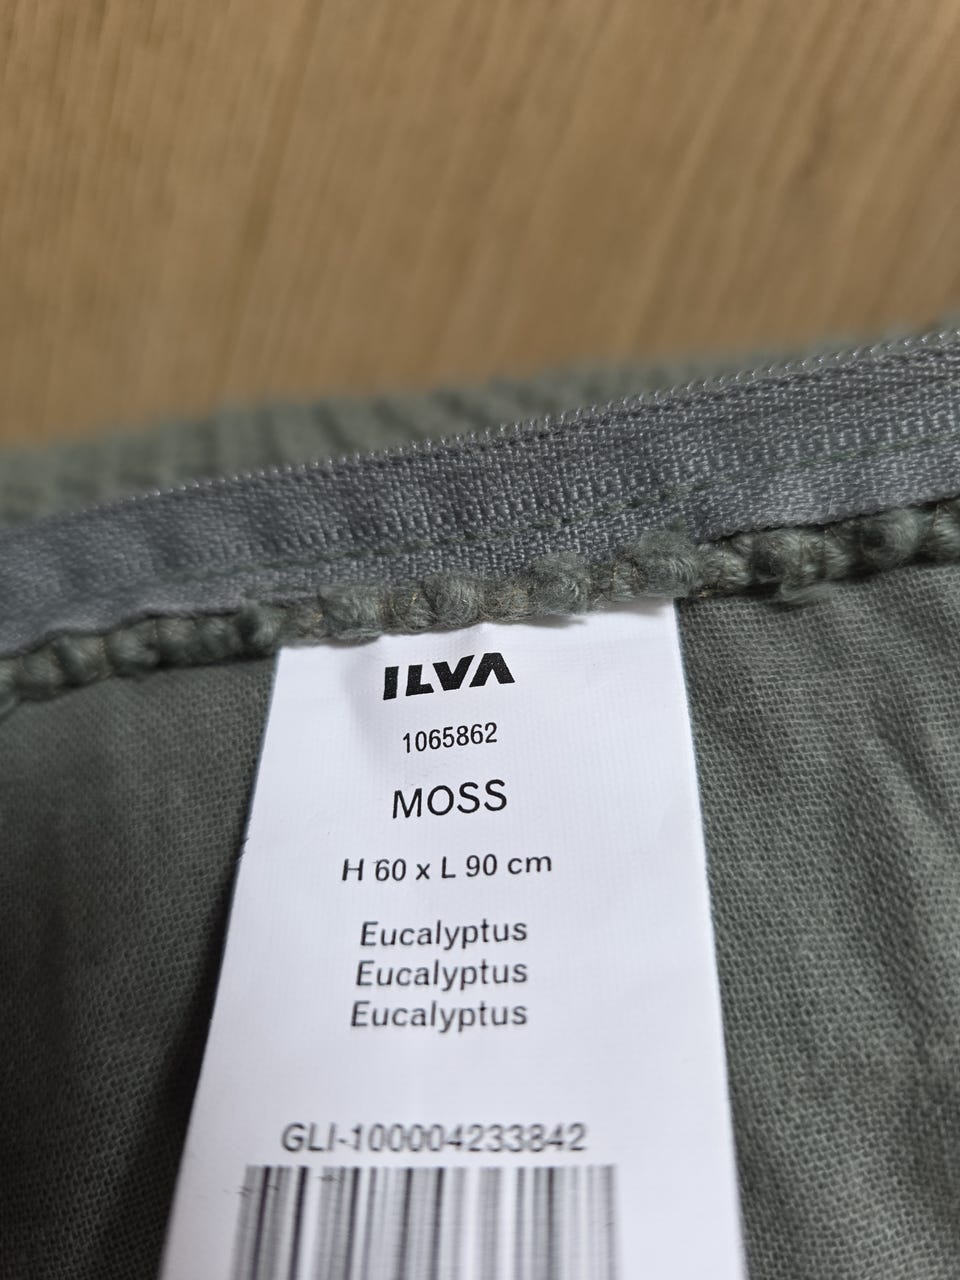 ILVA
1065862
MOSS
H 60 x L 90 cm
Eucalyptus
Eucalyptus
Eucalyptus
GLI-100004233842